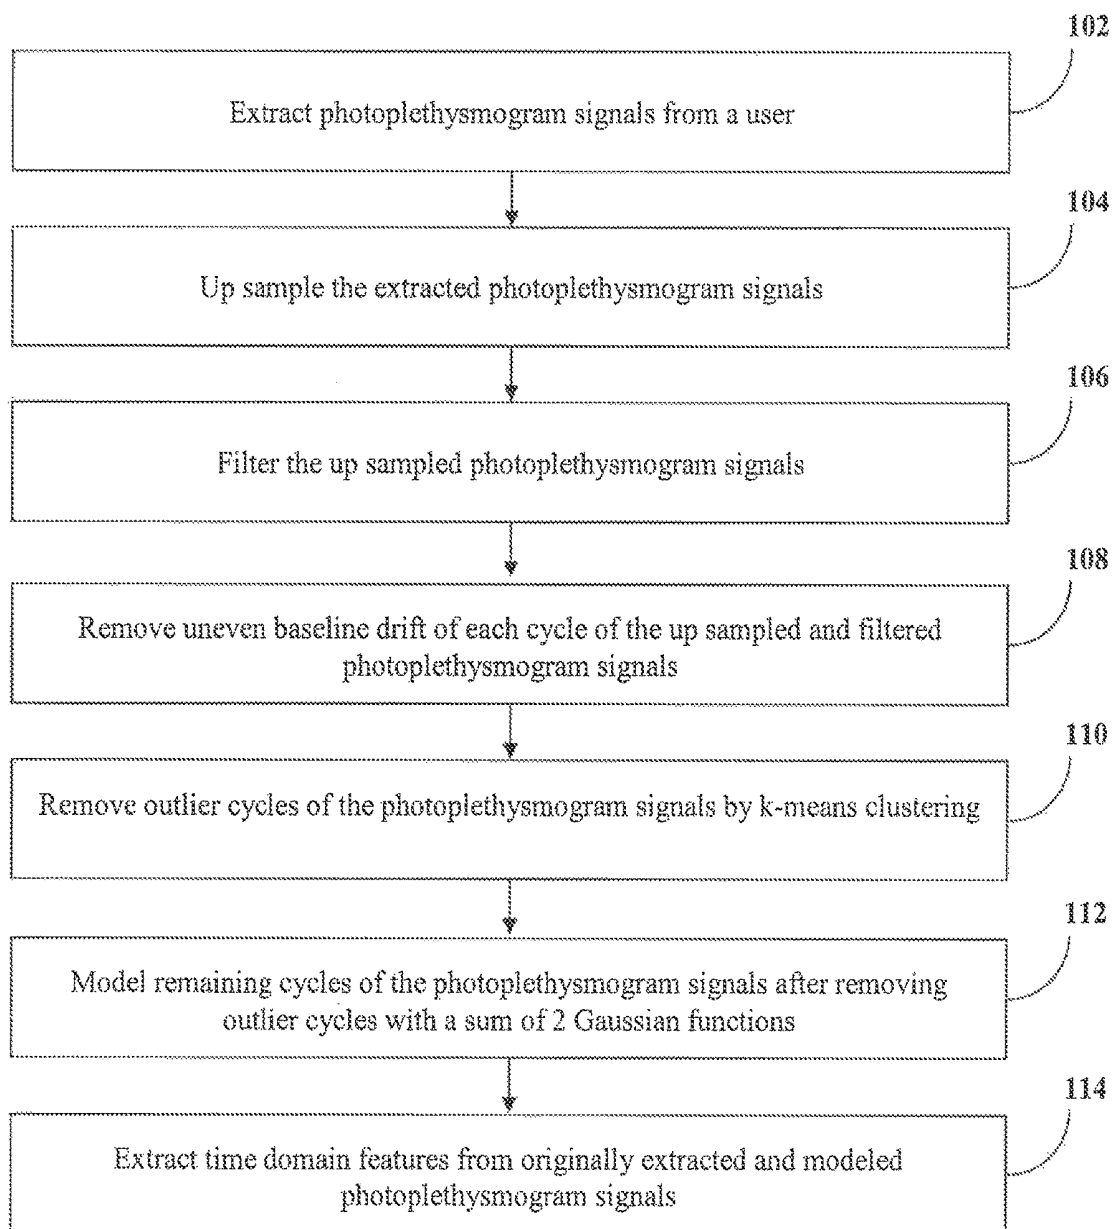 102
Extract photoplethysmogram signals from a user
104
Up sample the extracted photoplethysmogram signals
106
Filter the up sampled photoplethysmogram signals
108
Remove uneven baseline drift of each cycle of the up sampled and filtered
photoplethysmogram signals
110
Remove outlier cycles of the photoplethysmogram signals by k-means clustering
112
Model remaining cycles of the photoplethysmogram signals after removing
outlier cycles with a sum of 2 Gaussian functions
114
Extract time domain features from originally extracted and modeled
photoplethysmogram signals